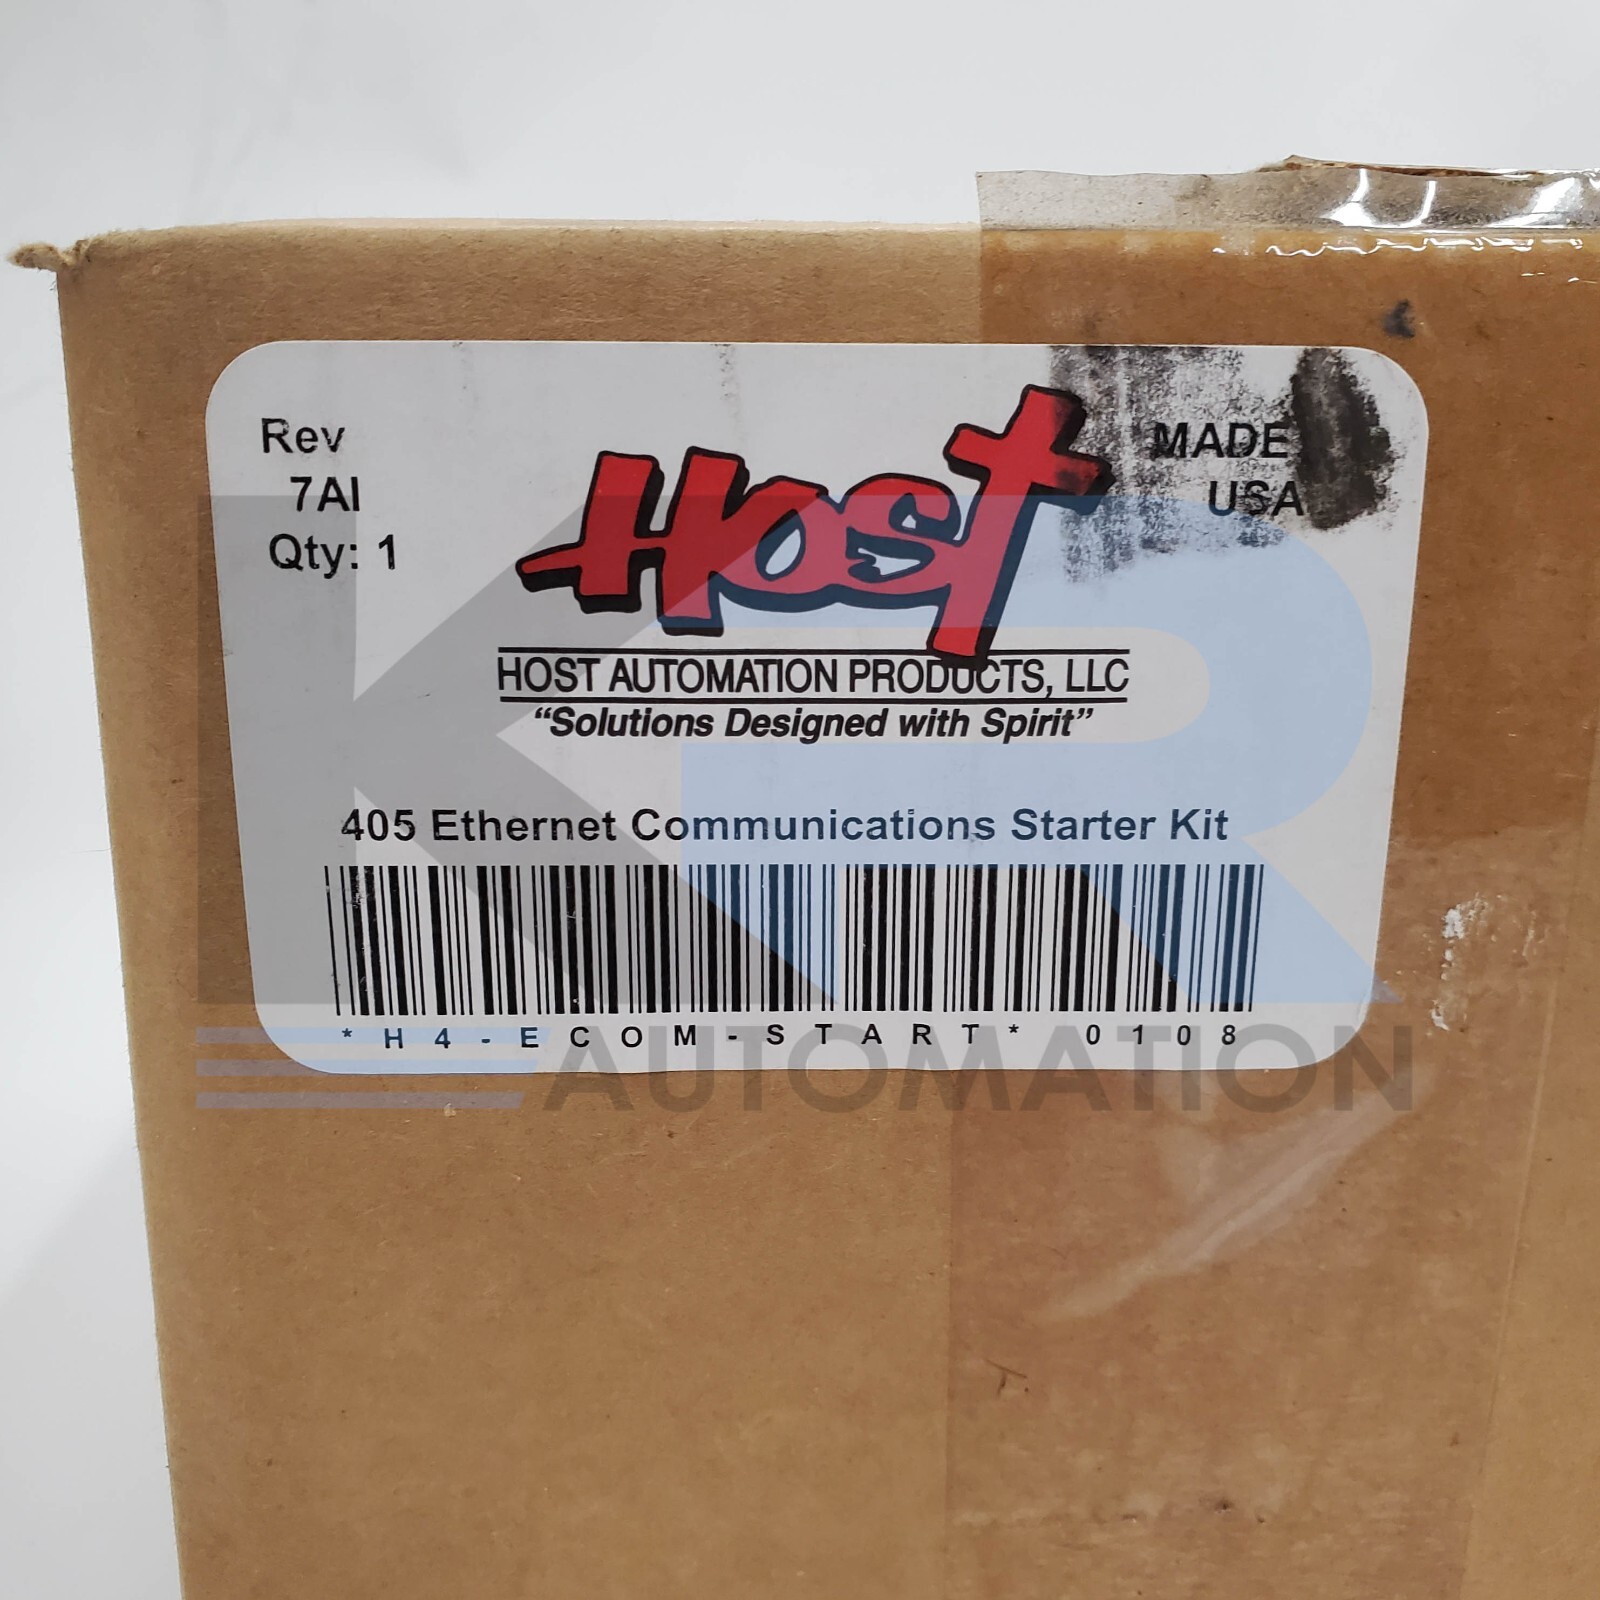 Rev
7AI
Qty: 1
Host
MADE
USA
HOST AUTOMATION PRODUCTS, LLC
“Solutions Designed with Spirit”
405 Ethernet Communications Starter Kit
*H4-ECOM-START* 0108
KR
AUTOMATION